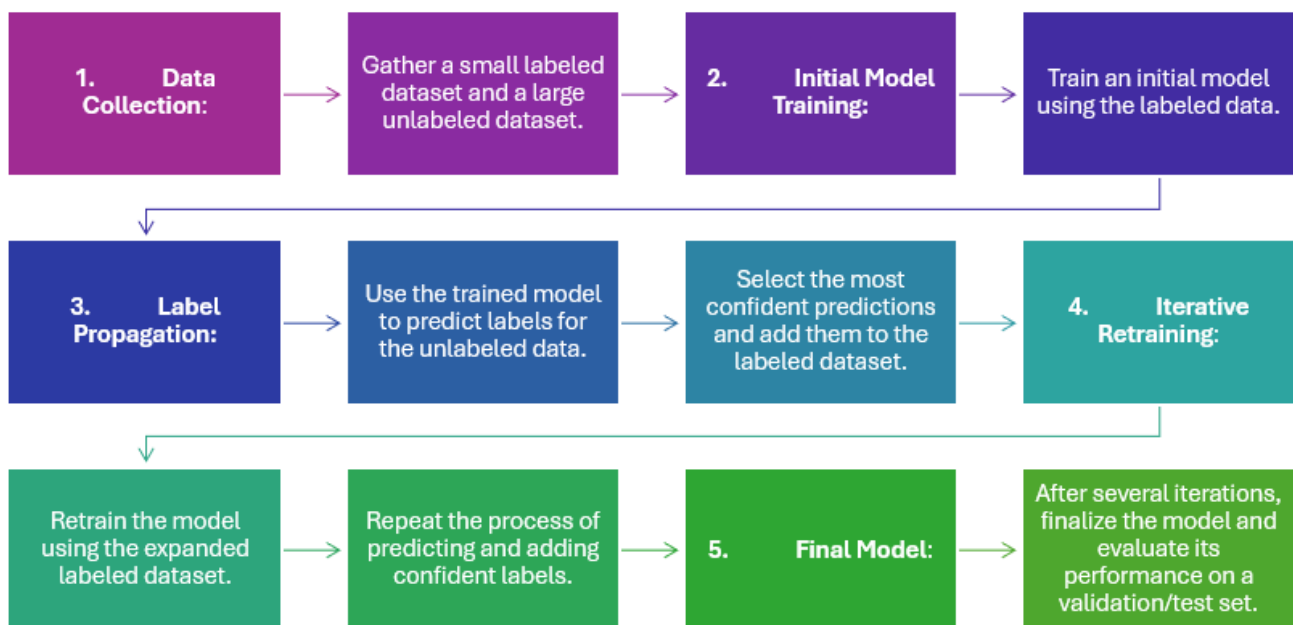 1. Data
Collection:
Gather a small labeled
dataset and a large
unlabeled dataset.
2. Initial Model
Training:
Train an initial model
using the labeled data.
3. Label
Propagation:
Use the trained model
to predict labels for
the unlabeled data.
Select the most
confident predictions
and add them to the
labeled dataset.
4. Iterative
Retraining:
Retrain the model
using the expanded
labeled dataset.
Repeat the process of
predicting and adding
confident labels.
5. Final Model:
After several iterations,
finalize the model and
evaluate its
performance on a
validation/test set.